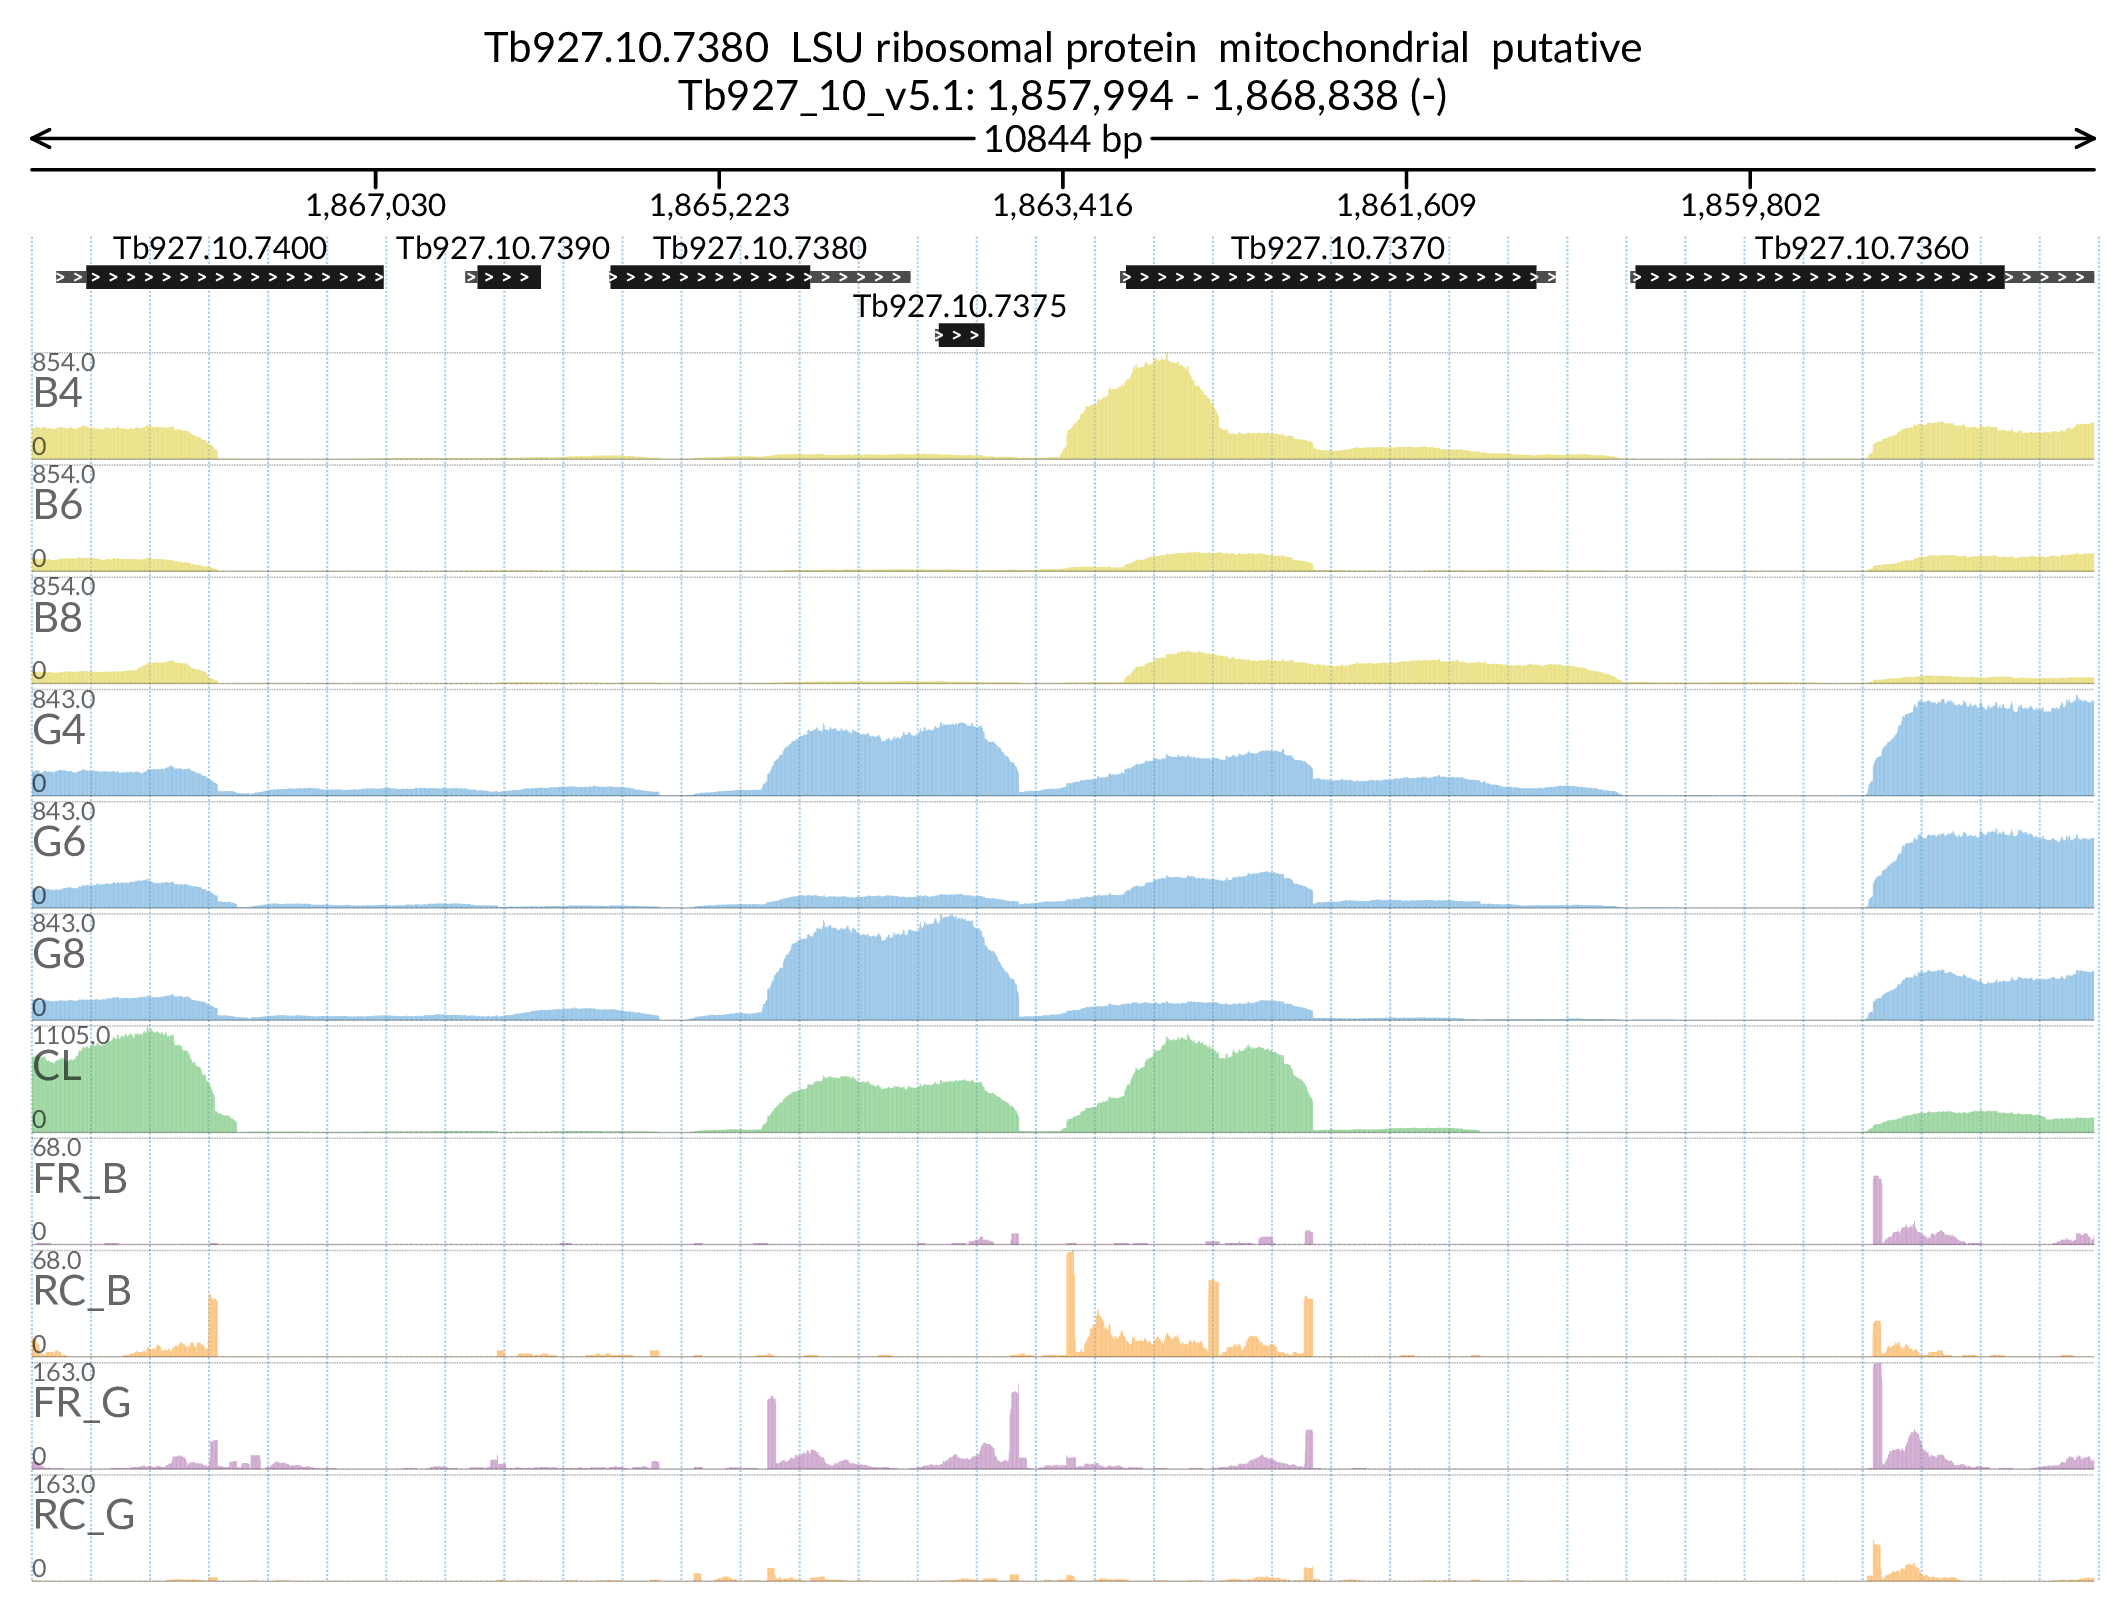 Tb927.10.7380 LSU ribosomal protein mitochondrial putative
Tb927_10_v5.1: 1,857,994 - 1,868,838 (-)
10844 bp
1,867,030 1,865,223 1,863,416 1,861,609 1,859,802
Tb927.10.7400 Tb927.10.7390 Tb927.10.7380 Tb927.10.7370 Tb927.10.7360
Tb927.10.7375
854.0
B4
0
854.0
B6
0
854.0
B8
0
843.0
G4
0
843.0
G6
0
843.0
G8
0
1105.0
CL
0
68.0
FR_B
0
68.0
RC_B
0
163.0
FR_G
0
163.0
RC_G
0